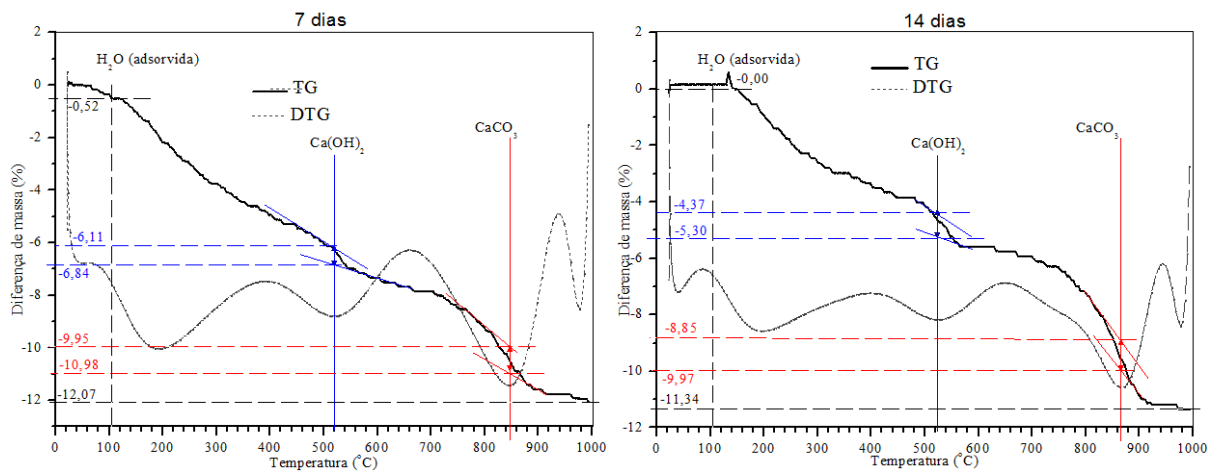 7 dias
H₂O (adsorvida)
TG
DTG
CaCO₃
Ca(OH)₂
Diferença de massa (%)
2
0
-2
-4
-6
-8
-10
-12
-0,52
-6,11
-6,84
-9,95
-10,98
-12,07
0 100 200 300 400 500 600 700 800 900 1000
Temperatura (°C)
14 dias
H₂O (adsorvida)
-0,00
TG
DTG
CaCO₃
Ca(OH)₂
Diferença de massa (%)
2
0
-2
-4
-6
-8
-10
-12
-4,37
-5,30
-8,85
-9,97
-11,34
0 100 200 300 400 500 600 700 800 900 1000
Temperatura (°C)